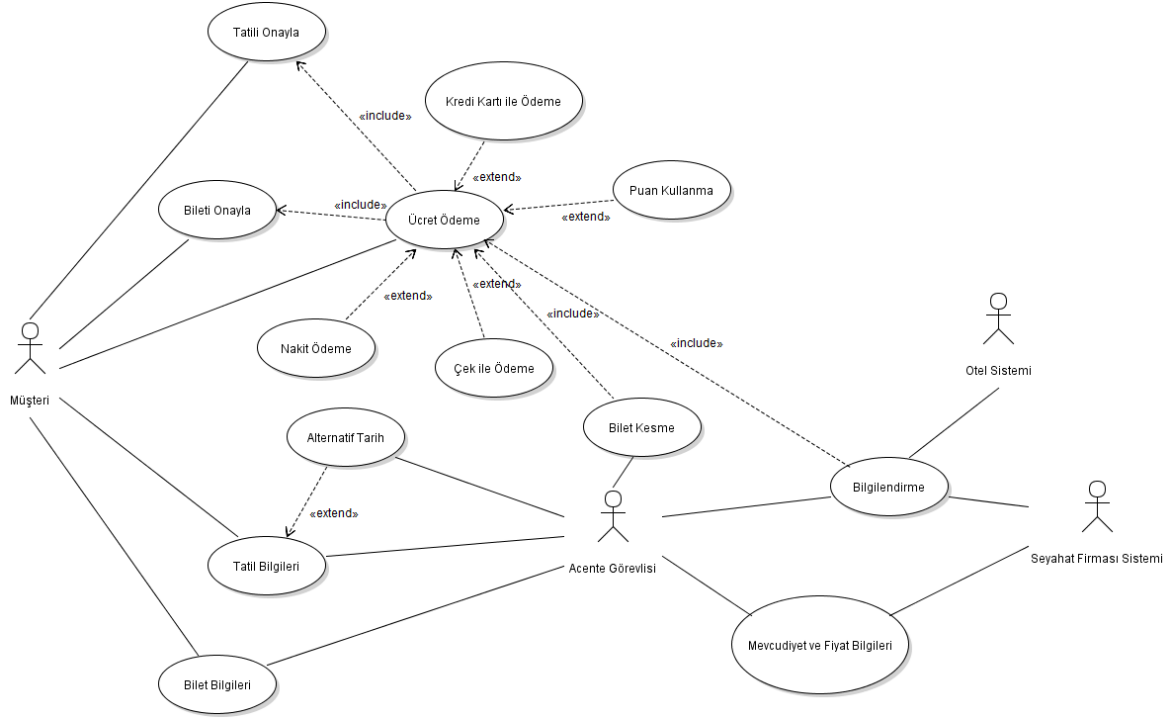 Tatili Onayla
Kredi Kartı ile Ödeme
«include»
«extend»
Puan Kullanma
Bileti Onayla
«include»
Ücret Ödeme
«extend»
«extend»
«extend»
«include»
«include»
Nakit Ödeme
Çek ile Ödeme
Otel Sistemi
Müşteri
Alternatif Tarih
Bilet Kesme
Bilgilendirme
«extend»
Tatil Bilgileri
Acente Görevlisi
Seyahat Firması Sistemi
Mevcudiyet ve Fiyat Bilgileri
Bilet Bilgileri